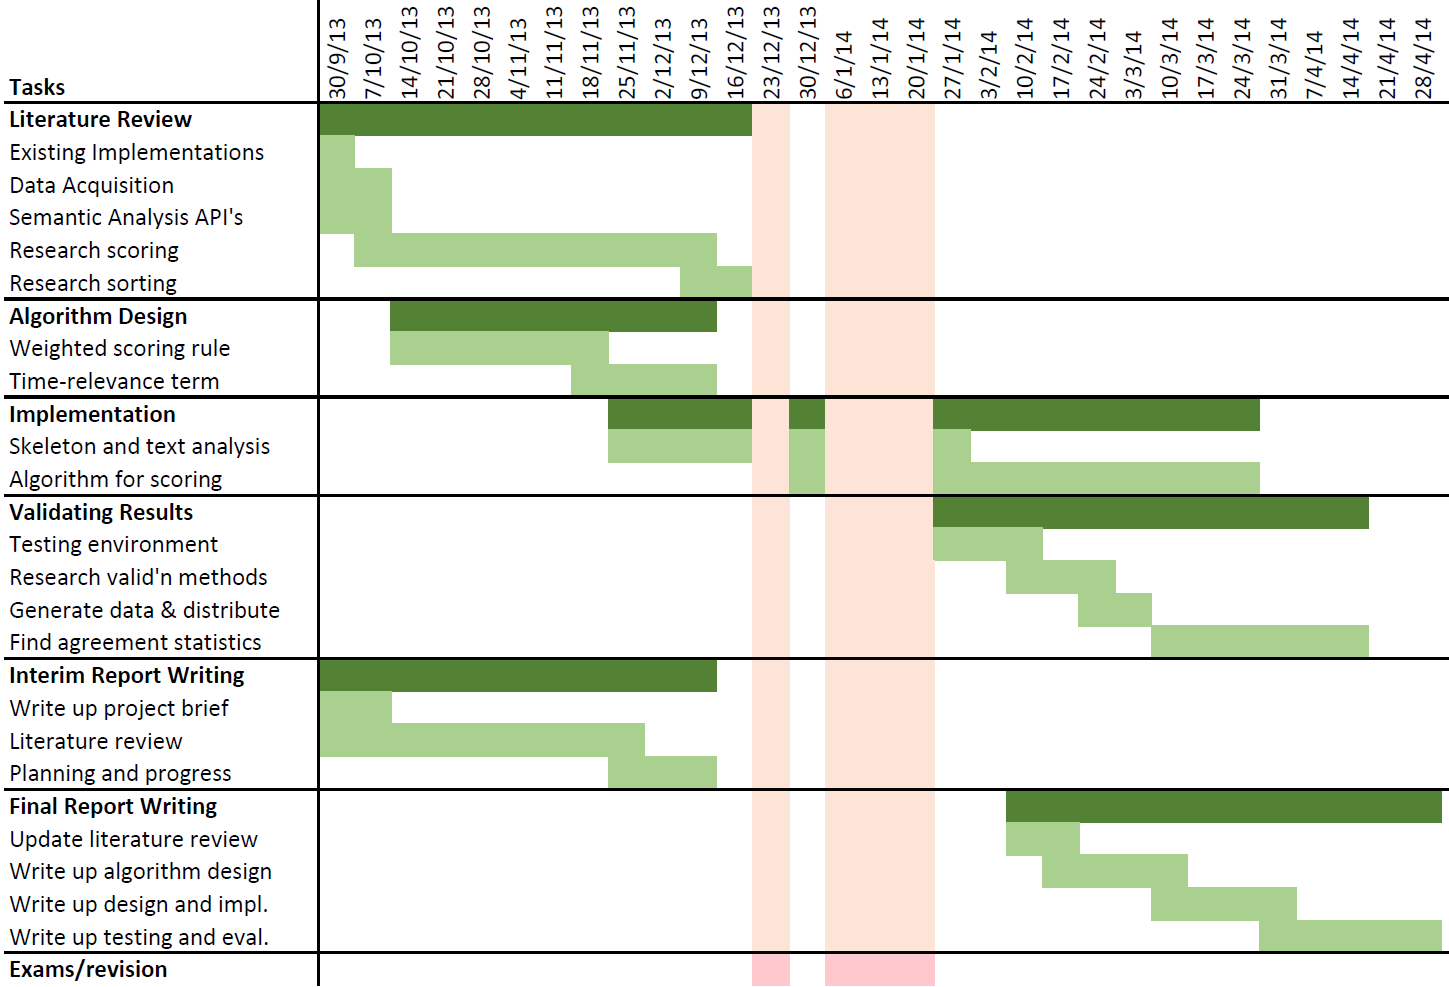 Tasks 30/9/13 7/10/13 14/10/13 21/10/13 28/10/13 4/11/13 11/11/13 18/11/13 25/11/13 2/12/13 9/12/13 16/12/13 23/12/13 30/12/13 6/1/14 13/1/14 20/1/14 27/1/14 3/2/14 10/2/14 17/2/14 24/2/14 3/3/14 10/3/14 17/3/14 24/3/14 31/3/14 7/4/14 14/4/14 21/4/14 28/4/14
Literature Review
Existing Implementations
Data Acquisition
Semantic Analysis API's
Research scoring
Research sorting
Algorithm Design
Weighted scoring rule
Time-relevance term
Implementation
Skeleton and text analysis
Algorithm for scoring
Validating Results
Testing environment
Research valid'n methods
Generate data & distribute
Find agreement statistics
Interim Report Writing
Write up project brief
Literature review
Planning and progress
Final Report Writing
Update literature review
Write up algorithm design
Write up design and impl.
Write up testing and eval.
Exams/revision